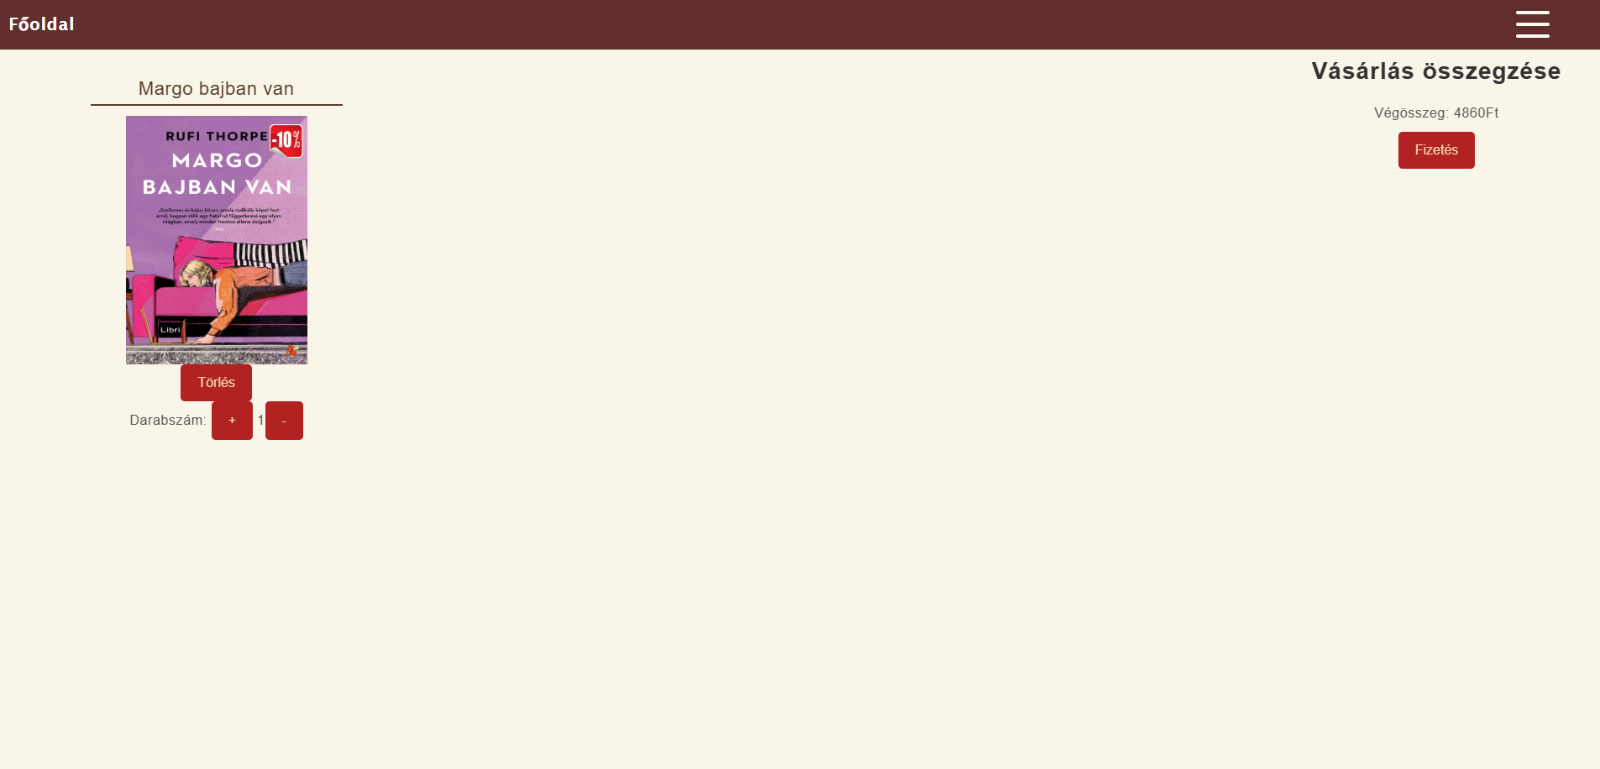 Főoldal
Margo bajban van
RUFI THORPE
-10%
MARGO
BAJBAN VAN
Libri
Törlés
Darabszám: + 1 -
Vásárlás összegzése
Végösszeg: 4860Ft
Fizetés